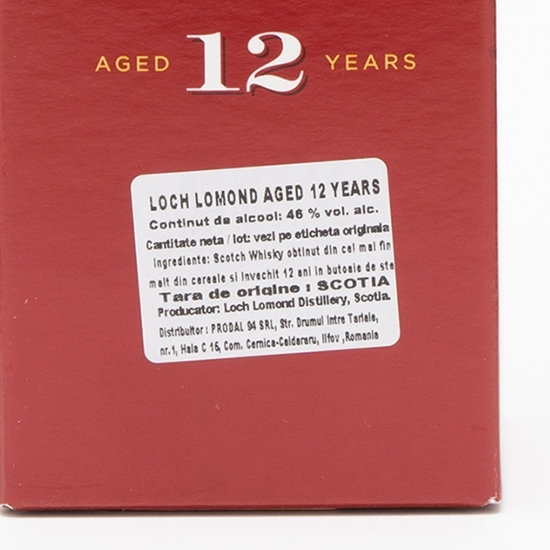 AGED 12 YEARS
LOCH LOMOND AGED 12 YEARS
Continut de alcool: 46 % vol. alc.
Cantitate neta / lot: vezi pe eticheta originala
Ingrediente: Scotch Whisky obtinut din cel mai fin
malt din cereale si invechit 12 ani in butoaie de ste
Tara de origine : SCOTIA
Producator: Loch Lomond Distillery, Scotia.
Distribuitor : PRODAL 94 SRL, Str. Drumul intre Tarlale,
nr.1, Hala C 16, Com. Cernica-Caldararu, Ilfov ,Romania